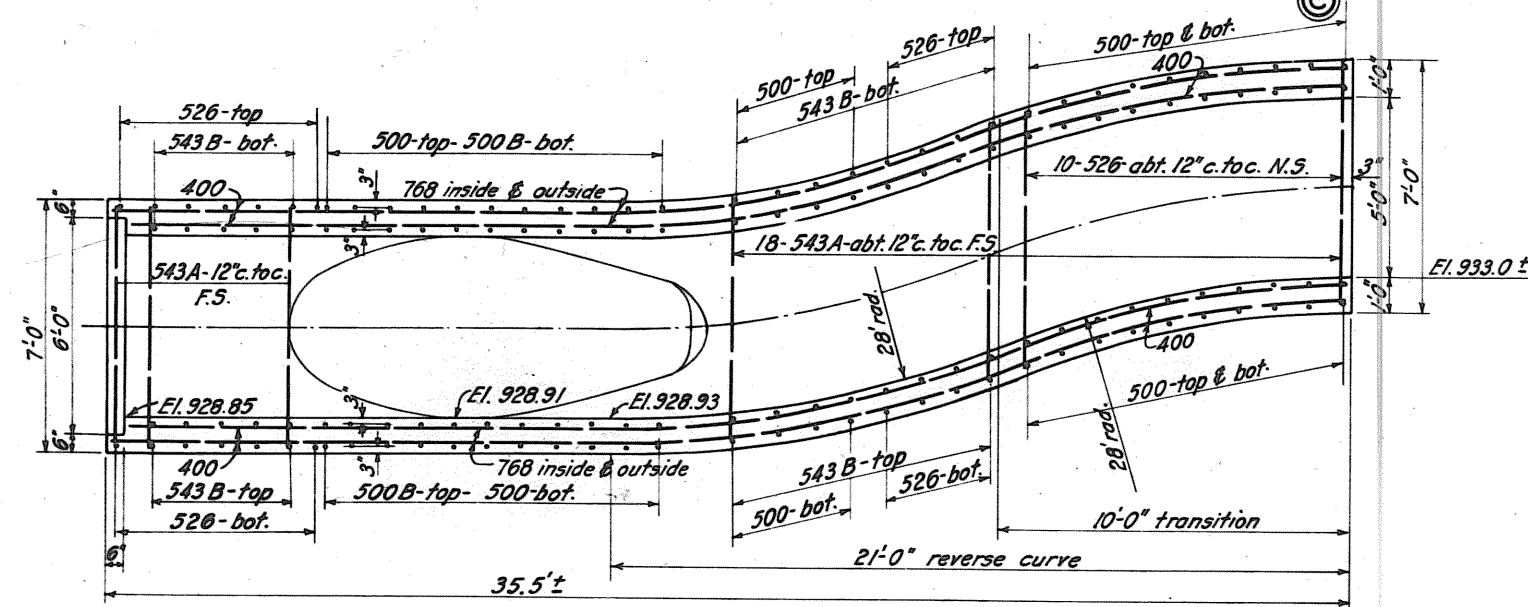 C
526-top
500-top & bot.
500-top
543 B-bot.
400
1'-0"
526-top
543 B-bot.
500-top-500 B-bot.
10-526-abt. 12" c. to c. N.S.
3"
5'-0"
7'-0"
6"
400
3"
768 inside & outside
3"
18-543A-abt. 12" c. to c. F.S.
El. 933.0 ±
543A-12" c. to c.
F.S.
7'-0"
6'-0"
28' rad.
1'-0"
400
500-top & bot.
El. 928.85
3"
El. 928.91
El. 928.93
6"
400
3"
768 inside & outside
28' rad.
543 B-top
500 B-top- 500-bot.
543 B-top
526-bot.
500-bot.
526-bot.
10'-0" transition
6"
21'-0" reverse curve
35.5' ±